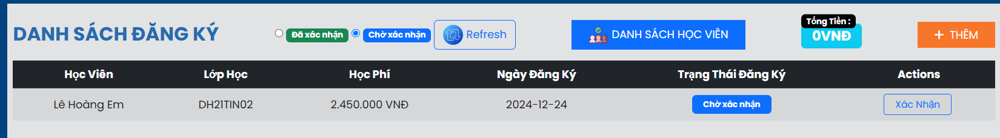 DANH SÁCH ĐĂNG KÝ
Đã xác nhận
Chờ xác nhận
Refresh
DANH SÁCH HỌC VIÊN
Tổng Tiền :
0VNĐ
+ THÊM
Học Viên Lớp Học Học Phí Ngày Đăng Ký Trạng Thái Đăng Ký Actions
Lê Hoàng Em DH21TIN02 2.450.000 VNĐ 2024-12-24 Chờ xác nhận Xác Nhận